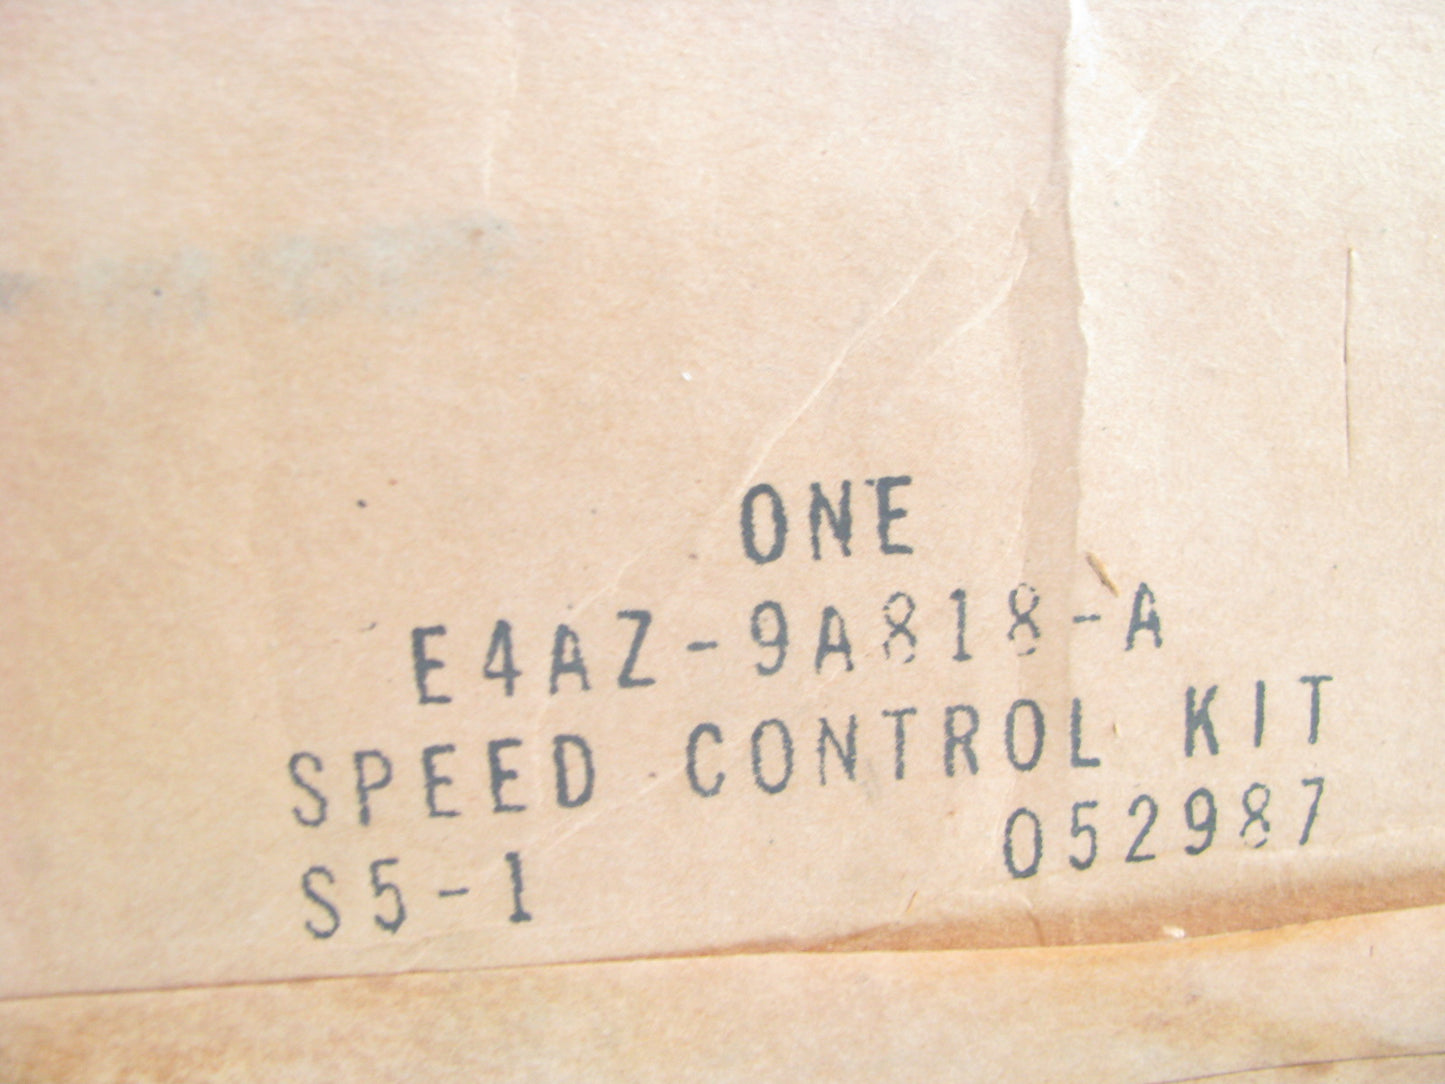 ONE
E4AZ-9A818-A
SPEED CONTROL KIT
S5-1 052987